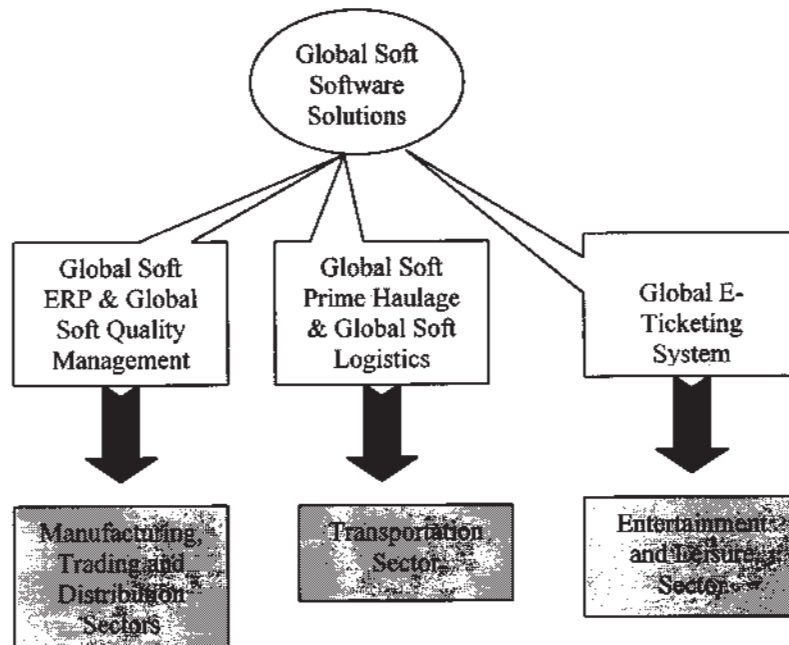 Global Soft
Software
Solutions
Global Soft
ERP & Global
Soft Quality
Management
Global Soft
Prime Haulage
& Global Soft
Logistics
Global E-
Ticketing
System
Manufacturing,
Trading and
Distribution
Sectors
Transportation
Sector
Entertainment
and Leisure
Sector